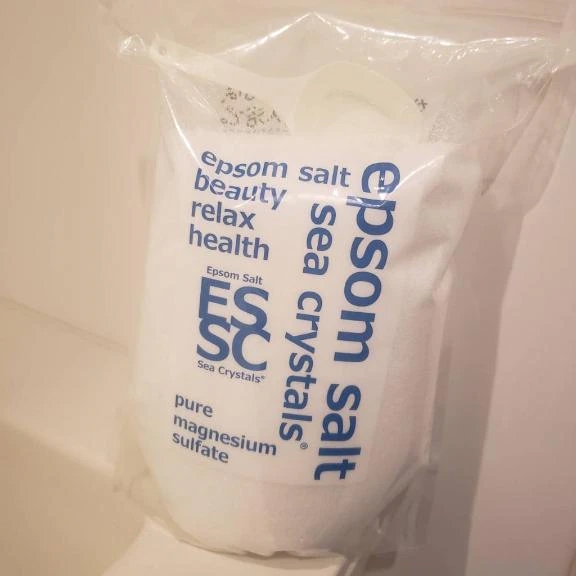 epsom salt
beauty
relax
health
Epsom Salt
ES
SC
Sea Crystals®
pure
magnesium
sulfate
sea crystals®
epsom salt